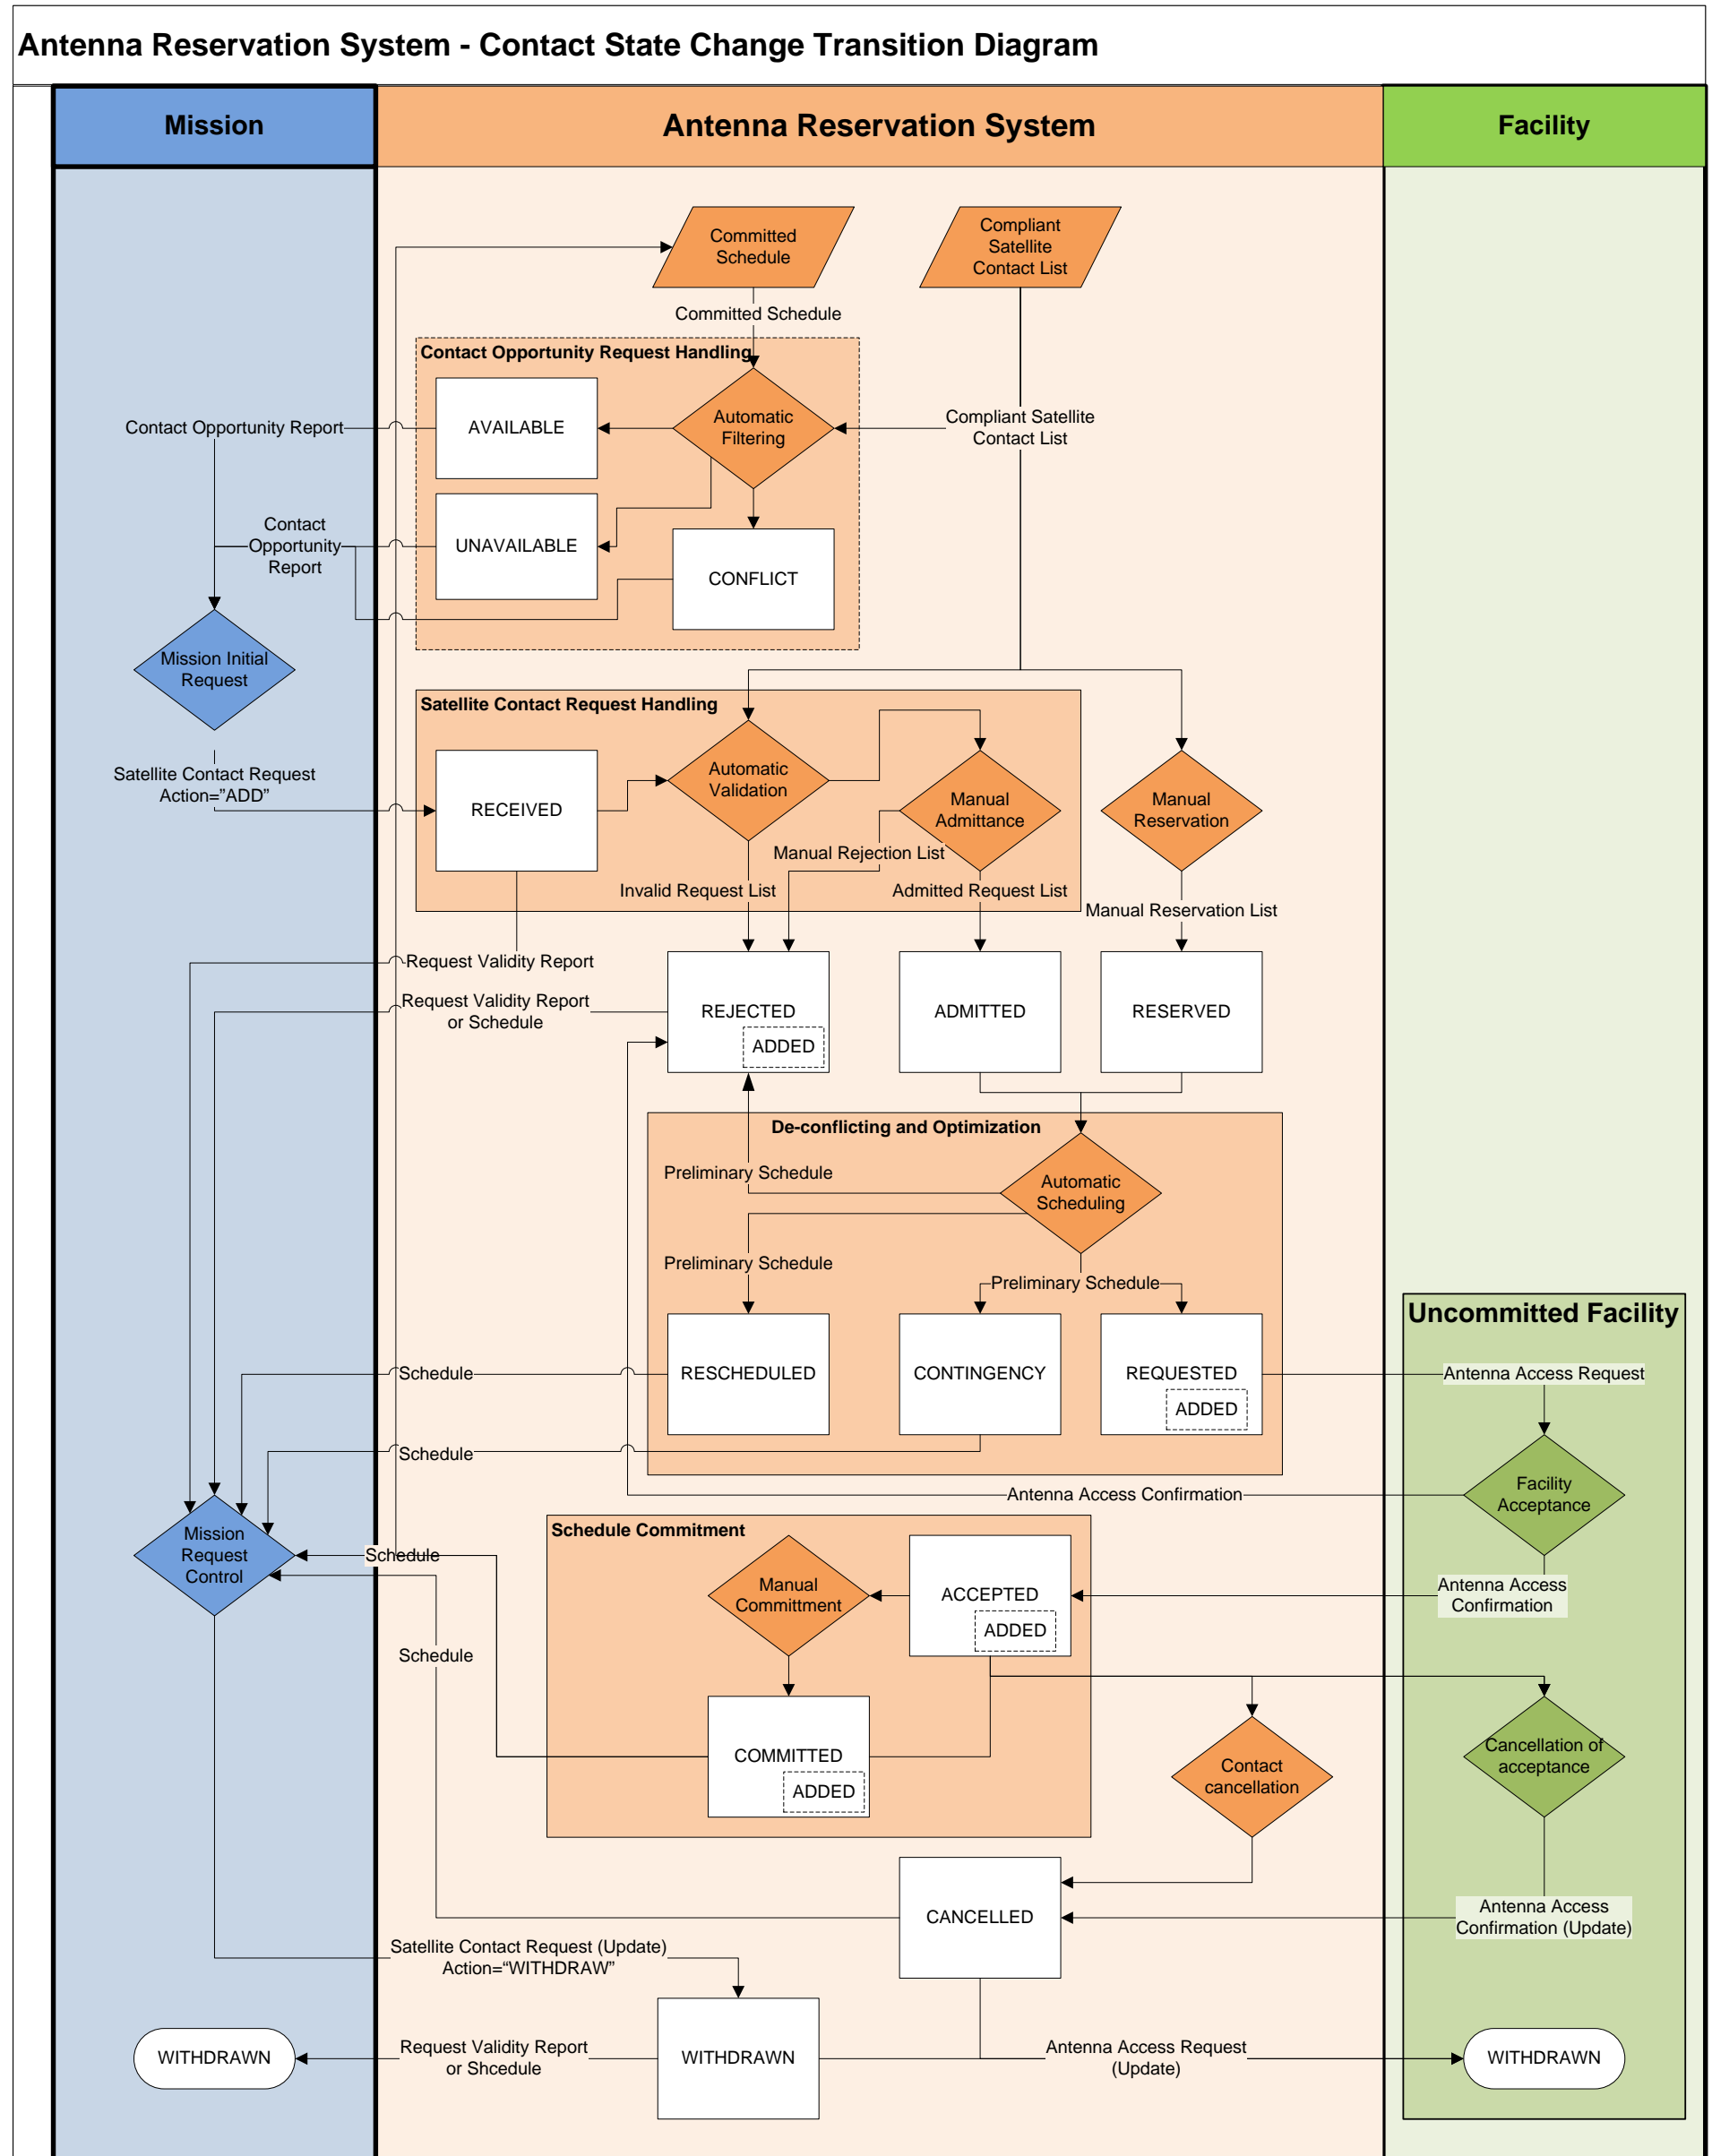 Antenna Reservation System - Contact State Change Transition Diagram
Mission
Antenna Reservation System
Facility
Committed
Schedule
Compliant
Satellite
Contact List
Committed Schedule
Contact Opportunity Request Handling
AVAILABLE
Automatic
Filtering
Compliant Satellite
Contact List
Contact Opportunity Report
UNAVAILABLE
Contact
Opportunity
Report
CONFLICT
Mission Initial
Request
Satellite Contact Request Handling
Satellite Contact Request
Action=”ADD”
RECEIVED
Automatic
Validation
Manual
Admittance
Manual
Reservation
Manual Rejection List
Invalid Request List
Admitted Request List
Manual Reservation List
Request Validity Report
Request Validity Report
or Schedule
REJECTED
ADDED
ADMITTED
RESERVED
De-conflicting and Optimization
Preliminary Schedule
Automatic
Scheduling
Preliminary Schedule
Preliminary Schedule
Uncommitted Facility
Schedule
RESCHEDULED
CONTINGENCY
REQUESTED
ADDED
Antenna Access Request
Schedule
Antenna Access Confirmation
Facility
Acceptance
Mission
Request
Control
Schedule
Schedule Commitment
Manual
Committment
ACCEPTED
ADDED
Antenna Access
Confirmation
Schedule
COMMITTED
ADDED
Contact
cancellation
Cancellation of
acceptance
CANCELLED
Antenna Access
Confirmation (Update)
Satellite Contact Request (Update)
Action=“WITHDRAW”
WITHDRAWN
Request Validity Report
or Shcedule
WITHDRAWN
Antenna Access Request
(Update)
WITHDRAWN